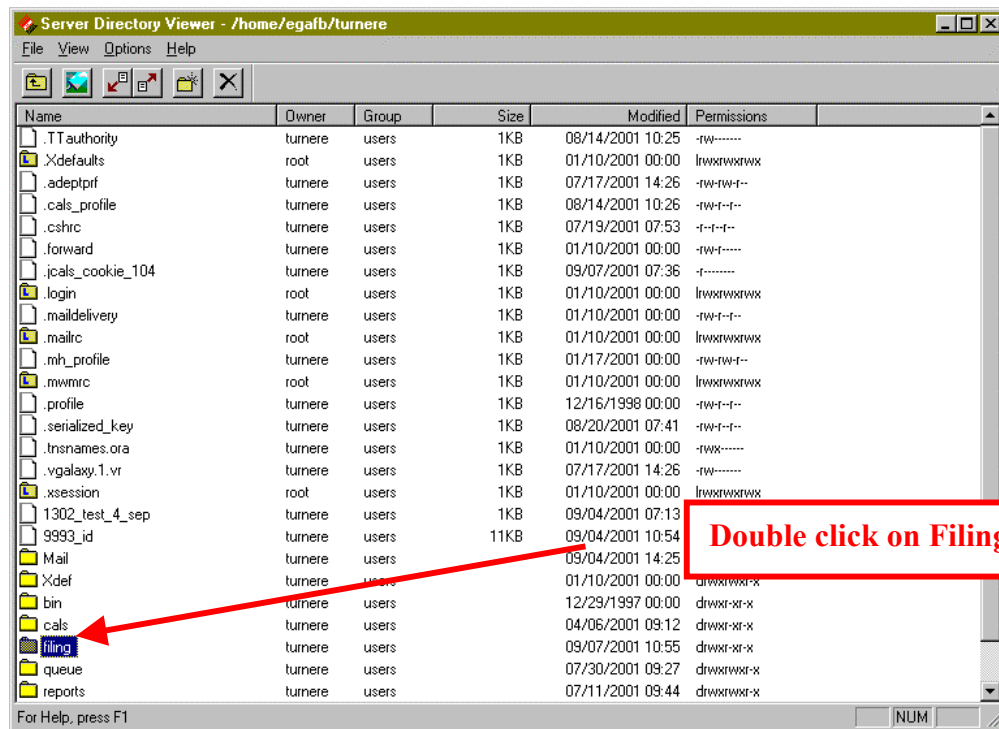 Server Directory Viewer - /home/egafb/turnere
File View Options Help
Name Owner Group Size Modified Permissions
.TTauthority turnere users 1KB 08/14/2001 10:25 -rw-------
.Xdefaults root users 1KB 01/10/2001 00:00 lrwxrwxrwx
.adeptprf turnere users 1KB 07/17/2001 14:26 -rw-rw-r--
.cals_profile turnere users 1KB 08/14/2001 10:26 -rw-r--r--
.cshrc turnere users 1KB 07/19/2001 07:53 -r--r--r--
.forward turnere users 1KB 01/10/2001 00:00 -rw-r-----
.jcals_cookie_104 turnere users 1KB 09/07/2001 07:36 -r--------
.login root users 1KB 01/10/2001 00:00 lrwxrwxrwx
.maildelivery turnere users 1KB 01/10/2001 00:00 -rw-r--r--
.mailrc root users 1KB 01/10/2001 00:00 lrwxrwxrwx
.mh_profile turnere users 1KB 01/17/2001 00:00 -rw-rw-r--
.mwmrc root users 1KB 01/10/2001 00:00 lrwxrwxrwx
.profile turnere users 1KB 12/16/1998 00:00 -rw-r--r--
.serialized_key turnere users 1KB 08/20/2001 07:41 -rw-r--r--
.tnsnames.ora turnere users 1KB 01/10/2001 00:00 -rwx------
.vgalaxy.1.vr turnere users 1KB 07/17/2001 14:26 -rw-------
.xsession root users 1KB 01/10/2001 00:00 lrwxrwxrwx
1302_test_4_sep turnere users 1KB 09/04/2001 07:13
9993_id turnere users 11KB 09/04/2001 10:54
Double click on Filing
Mail turnere users 09/04/2001 14:25
Xdef turnere users 01/10/2001 00:00 drwxrwxr-x
bin turnere users 12/29/1997 00:00 drwxr-xr-x
cals turnere users 04/06/2001 09:12 drwxr-xr-x
filing turnere users 09/07/2001 10:55 drwxr-xr-x
queue turnere users 07/30/2001 09:27 drwxrwxr-x
reports turnere users 07/11/2001 09:44 drwxrwxr-x
For Help, press F1 NUM